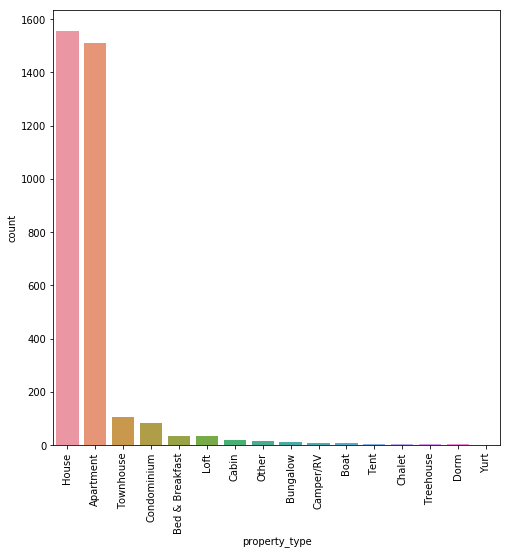 1600
1400
1200
1000
800
600
400
200
0
count
House
Apartment
Townhouse
Condominium
Bed & Breakfast
Loft
Cabin
Other
Bungalow
Camper/RV
Boat
Tent
Chalet
Treehouse
Dorm
Yurt
property_type